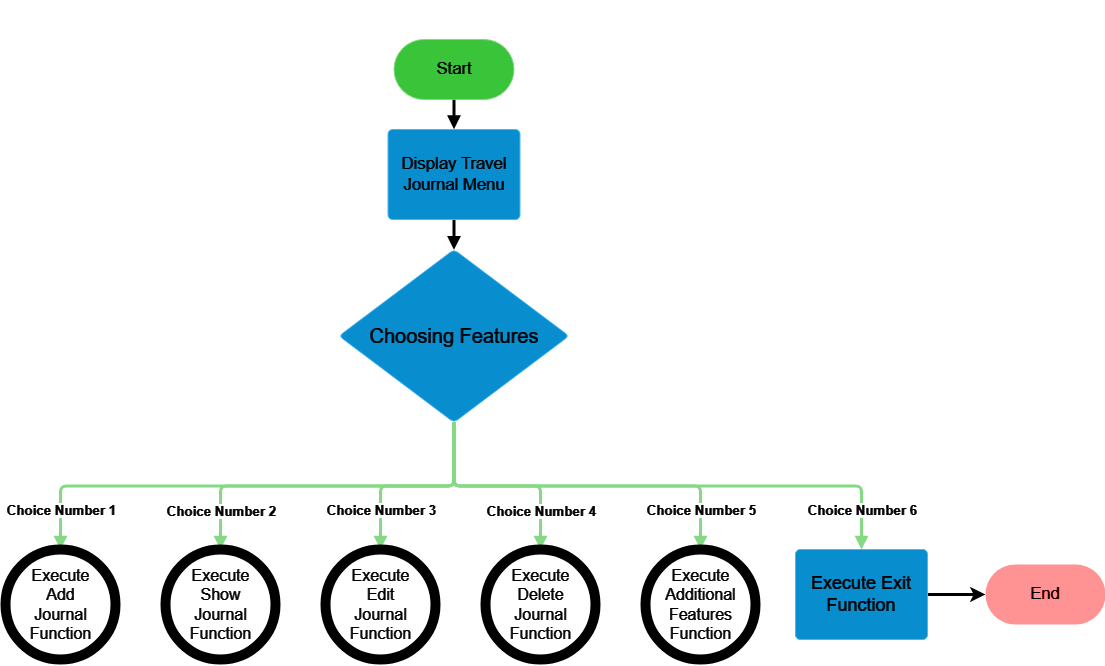 Start
Display Travel
Journal Menu
Choosing Features
Choice Number 1
Choice Number 2
Choice Number 3
Choice Number 4
Choice Number 5
Choice Number 6
Execute
Add
Journal
Function
Execute
Show
Journal
Function
Execute
Edit
Journal
Function
Execute
Delete
Journal
Function
Execute
Additional
Features
Function
Execute Exit
Function
End